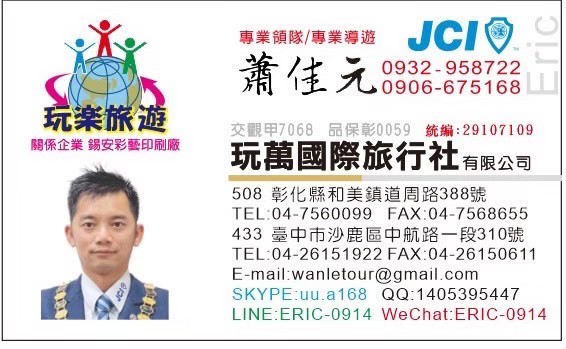 專業領隊/專業導遊
JCI
Eric
蕭佳元
0932-958722
0906-675168
玩楽旅遊
關係企業 錫安彩藝印刷廠
交觀甲7068 品保彰0059 統編:29107109
玩萬國際旅行社有限公司
508 彰化縣和美鎮道周路388號
TEL:04-7560099 FAX:04-7568655
433 臺中市沙鹿區中航路一段310號
TEL:04-26151922 FAX:04-26150611
E-mail:wanletour@gmail.com
SKYPE:uu.a168 QQ:1405395447
LINE:ERIC-0914 WeChat:ERIC-0914
JCI